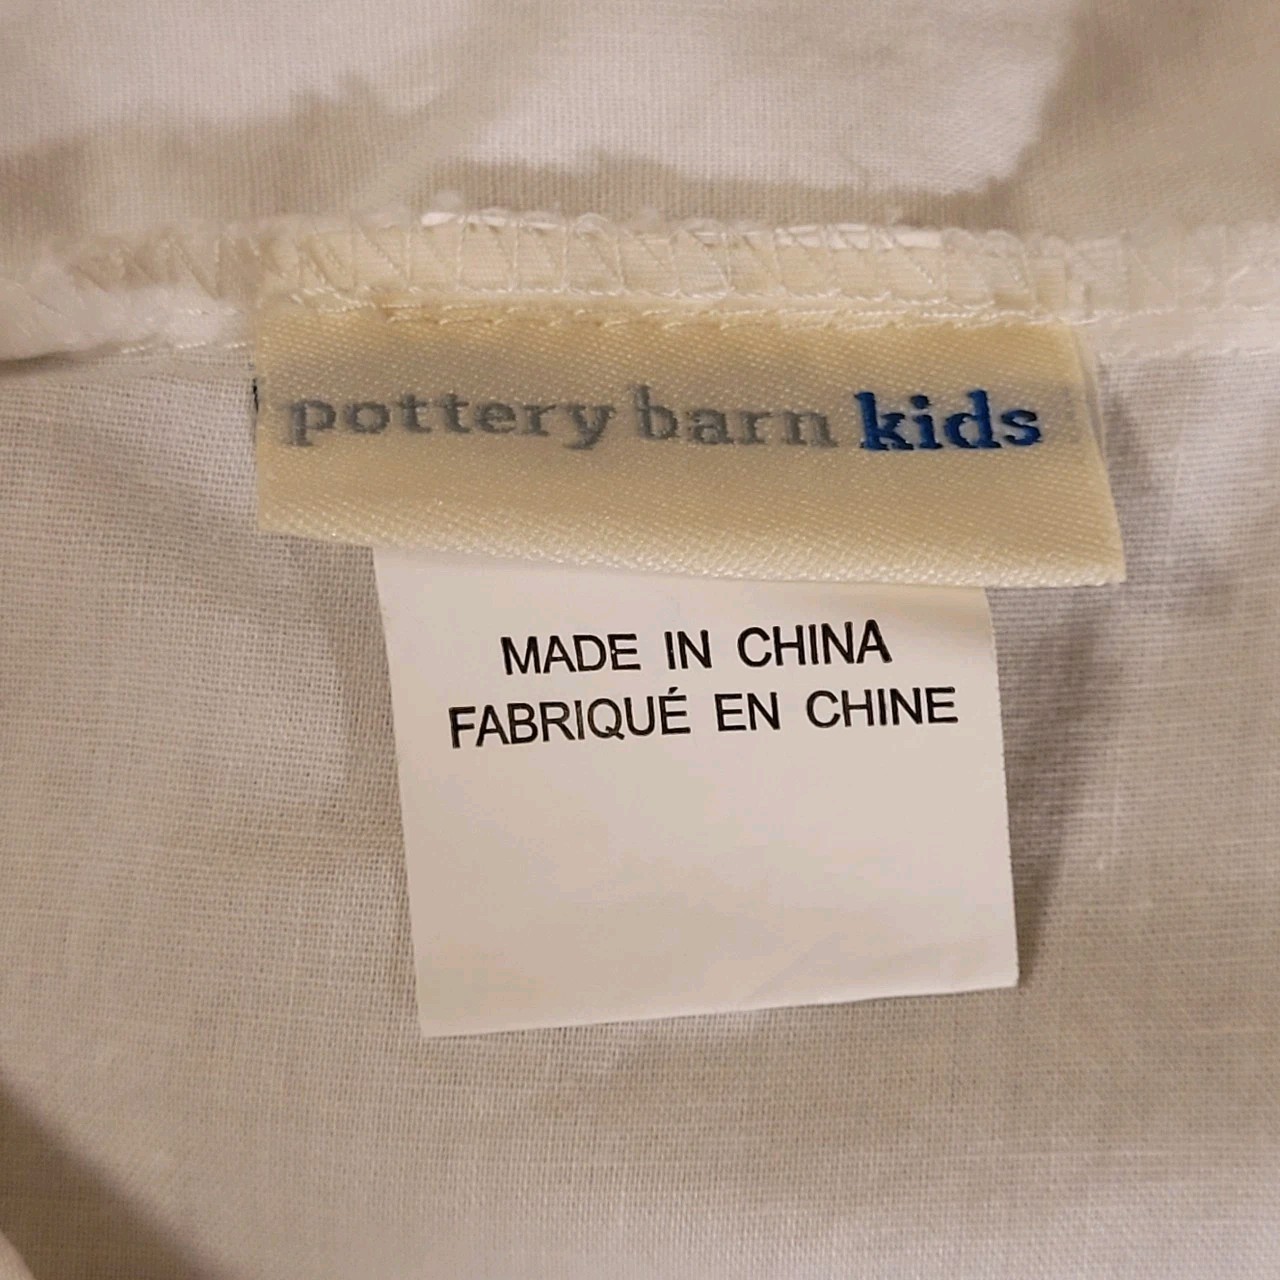 pottery barn kids
MADE IN CHINA
FABRIQUÉ EN CHINE